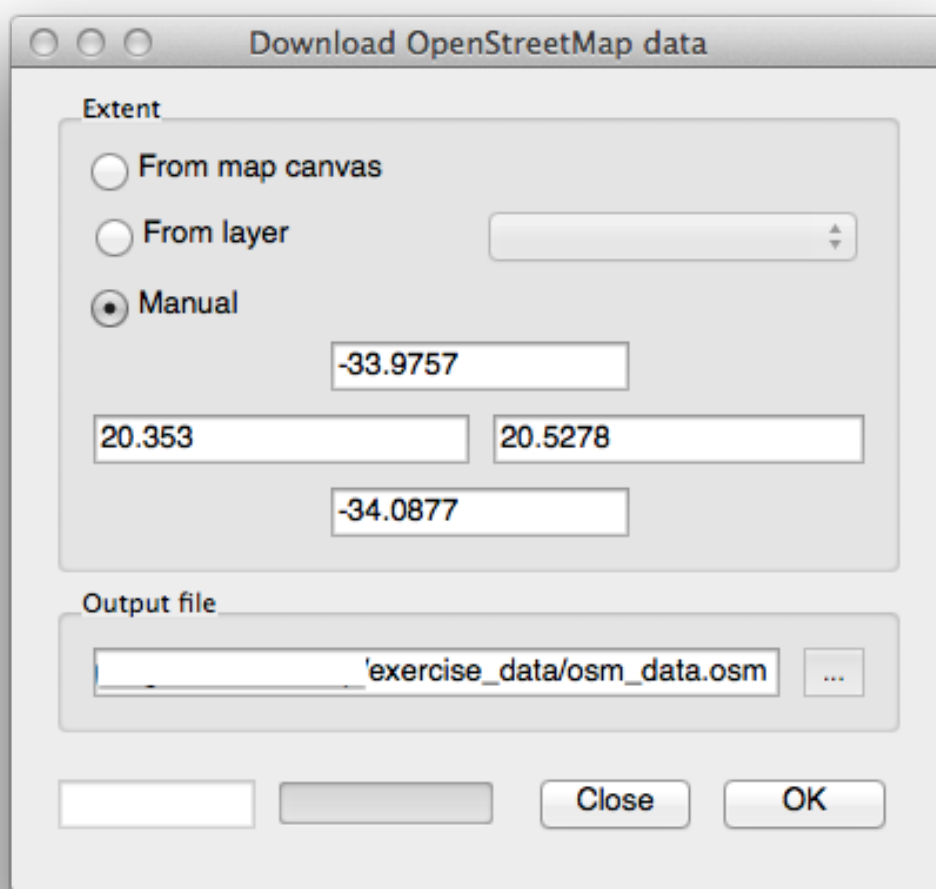 Download OpenStreetMap data
Extent
From map canvas
From layer
Manual
-33.9757
20.353 20.5278
-34.0877
Output file
/exercise_data/osm_data.osm ...
Close OK